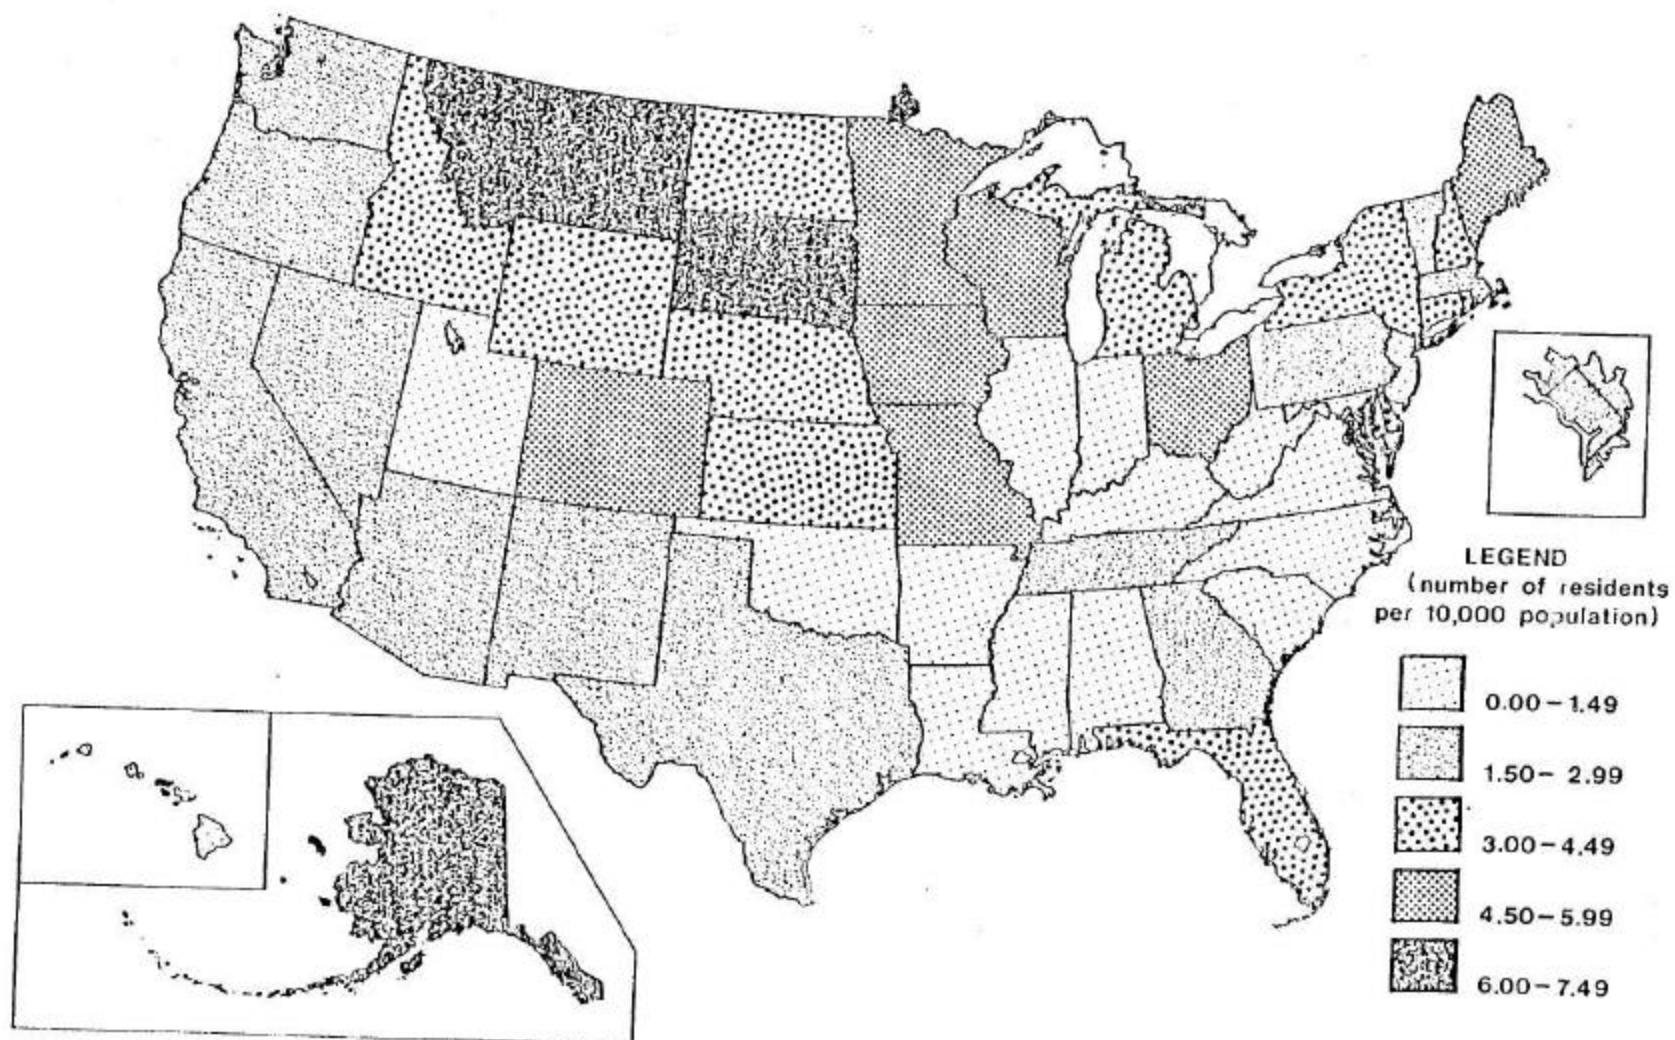 LEGEND
(number of residents
per 10,000 population)
0.00-1.49
1.50-2.99
3.00-4.49
4.50-5.99
6.00-7.49